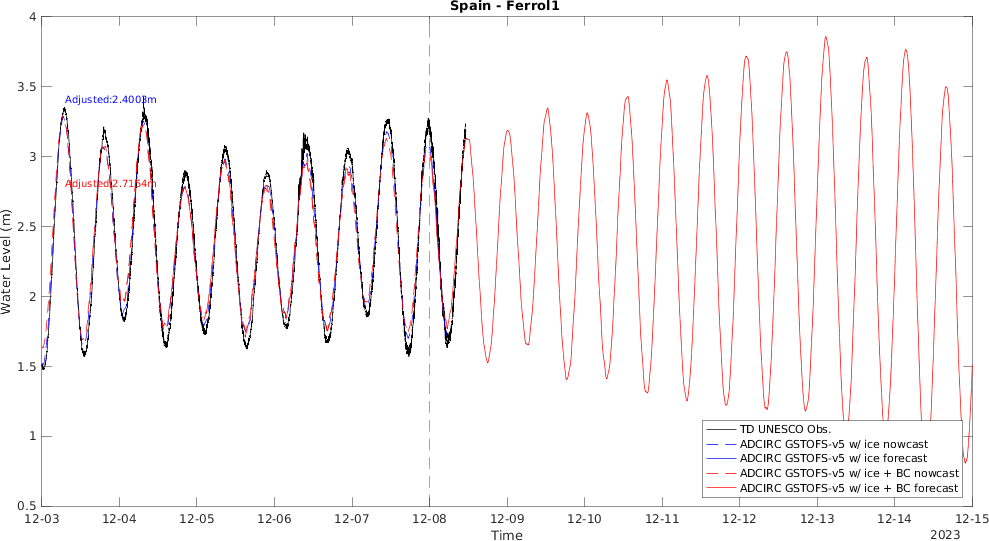 Spain - Ferrol1
Water Level (m)
4
3.5
3
2.5
2
1.5
1
0.5
Adjusted:2.4003m
Adjusted:2.7164m
TD UNESCO Obs.
ADCIRC GSTOFS-v5 w/ ice nowcast
ADCIRC GSTOFS-v5 w/ ice forecast
ADCIRC GSTOFS-v5 w/ ice + BC nowcast
ADCIRC GSTOFS-v5 w/ ice + BC forecast
12-03 12-04 12-05 12-06 12-07 12-08 12-09 12-10 12-11 12-12 12-13 12-14 12-15
Time
2023